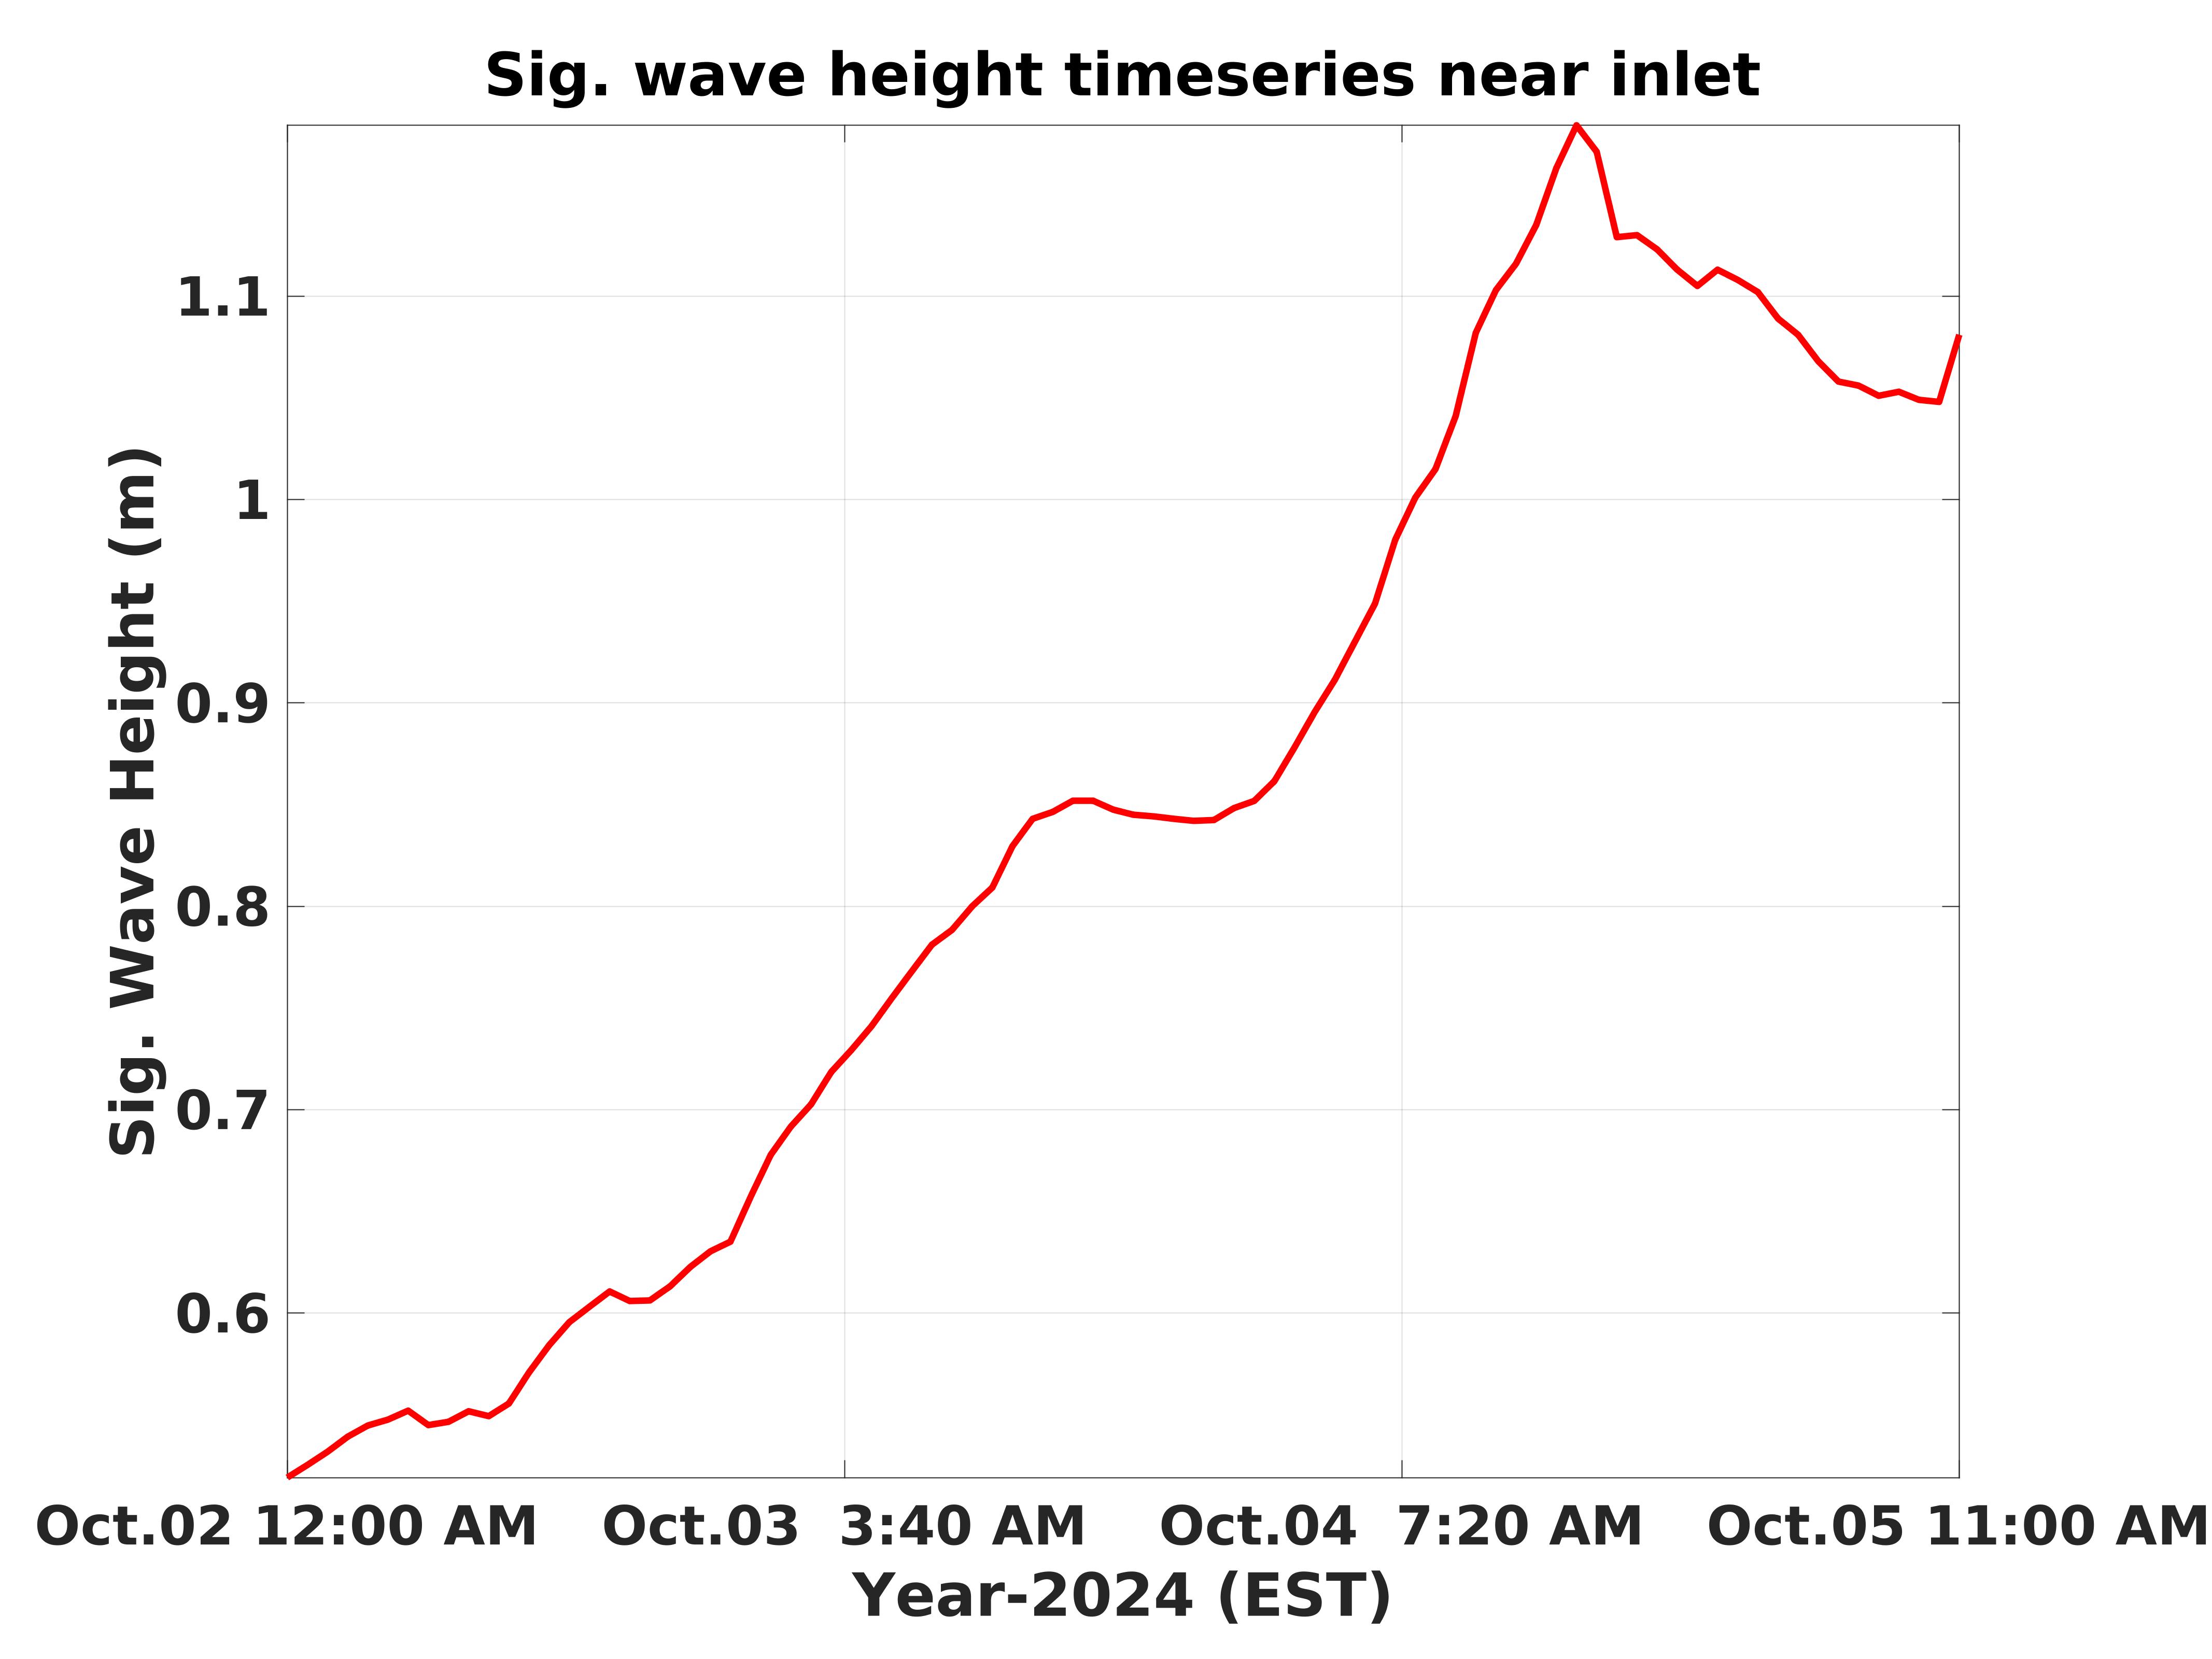 Sig. wave height timeseries near inlet
Sig. Wave Height (m)
1.1
1
0.9
0.8
0.7
0.6
Oct.02 12:00 AM Oct.03  3:40 AM Oct.04  7:20 AM Oct.05 11:00 AM
Year-2024 (EST)